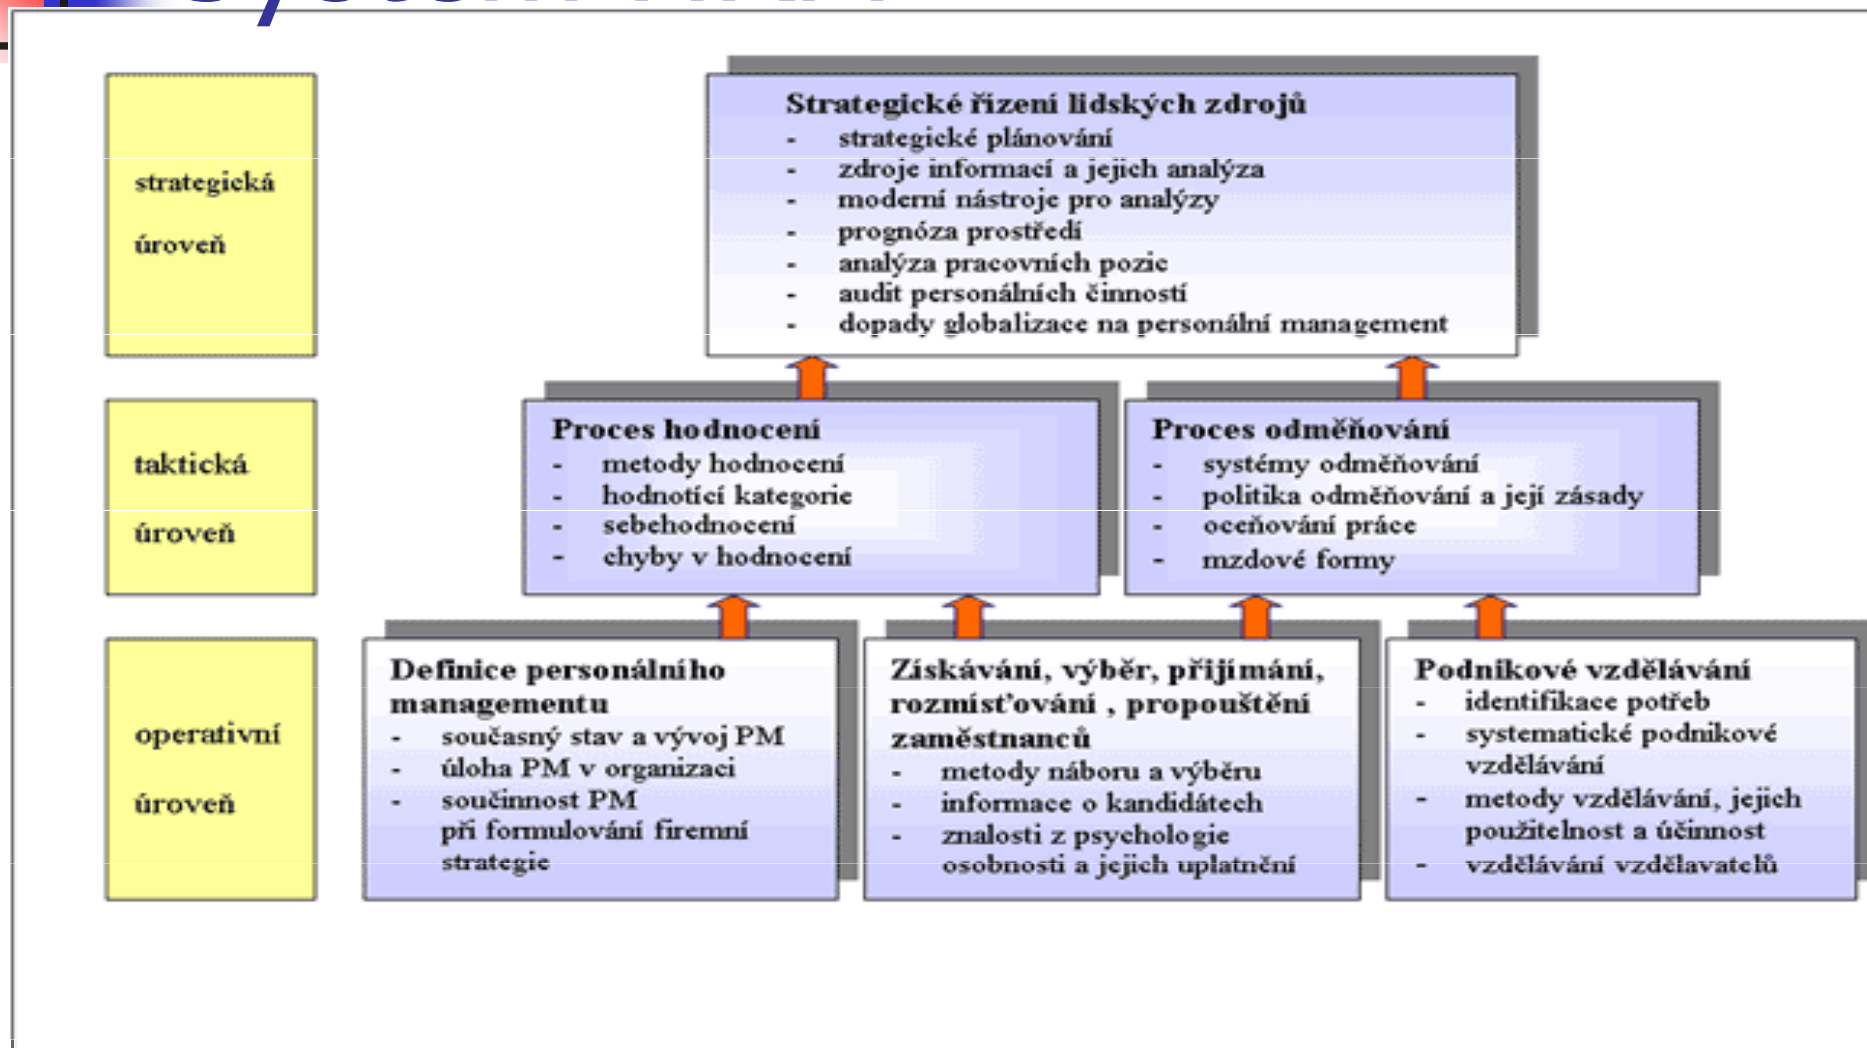 strategická
úroveň
Strategické řízení lidských zdrojů
- strategické plánování
- zdroje informací a jejich analýza
- moderní nástroje pro analýzy
- prognóza prostředí
- analýza pracovních pozic
- audit personálních činností
- dopady globalizace na personální management
taktická
úroveň
Proces hodnocení
- metody hodnocení
- hodnotící kategorie
- sebehodnocení
- chyby v hodnocení
Proces odměňování
- systémy odměňování
- politika odměňování a její zásady
- oceňování práce
- mzdové formy
operativní
úroveň
Definice personálního
managementu
- současný stav a vývoj PM
- úloha PM v organizaci
- součinnost PM
při formulování firemní
strategie
Získávání, výběr, přijímání,
rozmísťování , propouštění
zaměstnanců
- metody náboru a výběru
- informace o kandidátech
- znalosti z psychologie
osobnosti a jejich uplatnění
Podnikové vzdělávání
- identifikace potřeb
- systematické podnikové
vzdělávání
- metody vzdělávání, jejich
použitelnost a účinnost
- vzdělávání vzdělavatelů